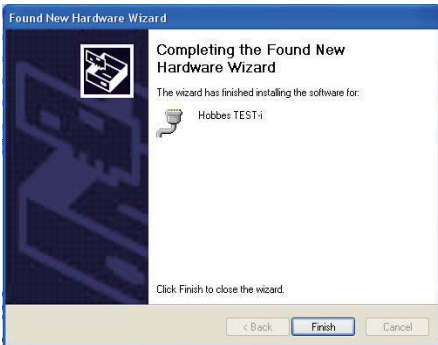 Found New Hardware Wizard
Completing the Found New
Hardware Wizard
The wizard has finished installing the software for:
Hobbes TEST-i
Click Finish to close the wizard.
< Back
Finish
Cancel